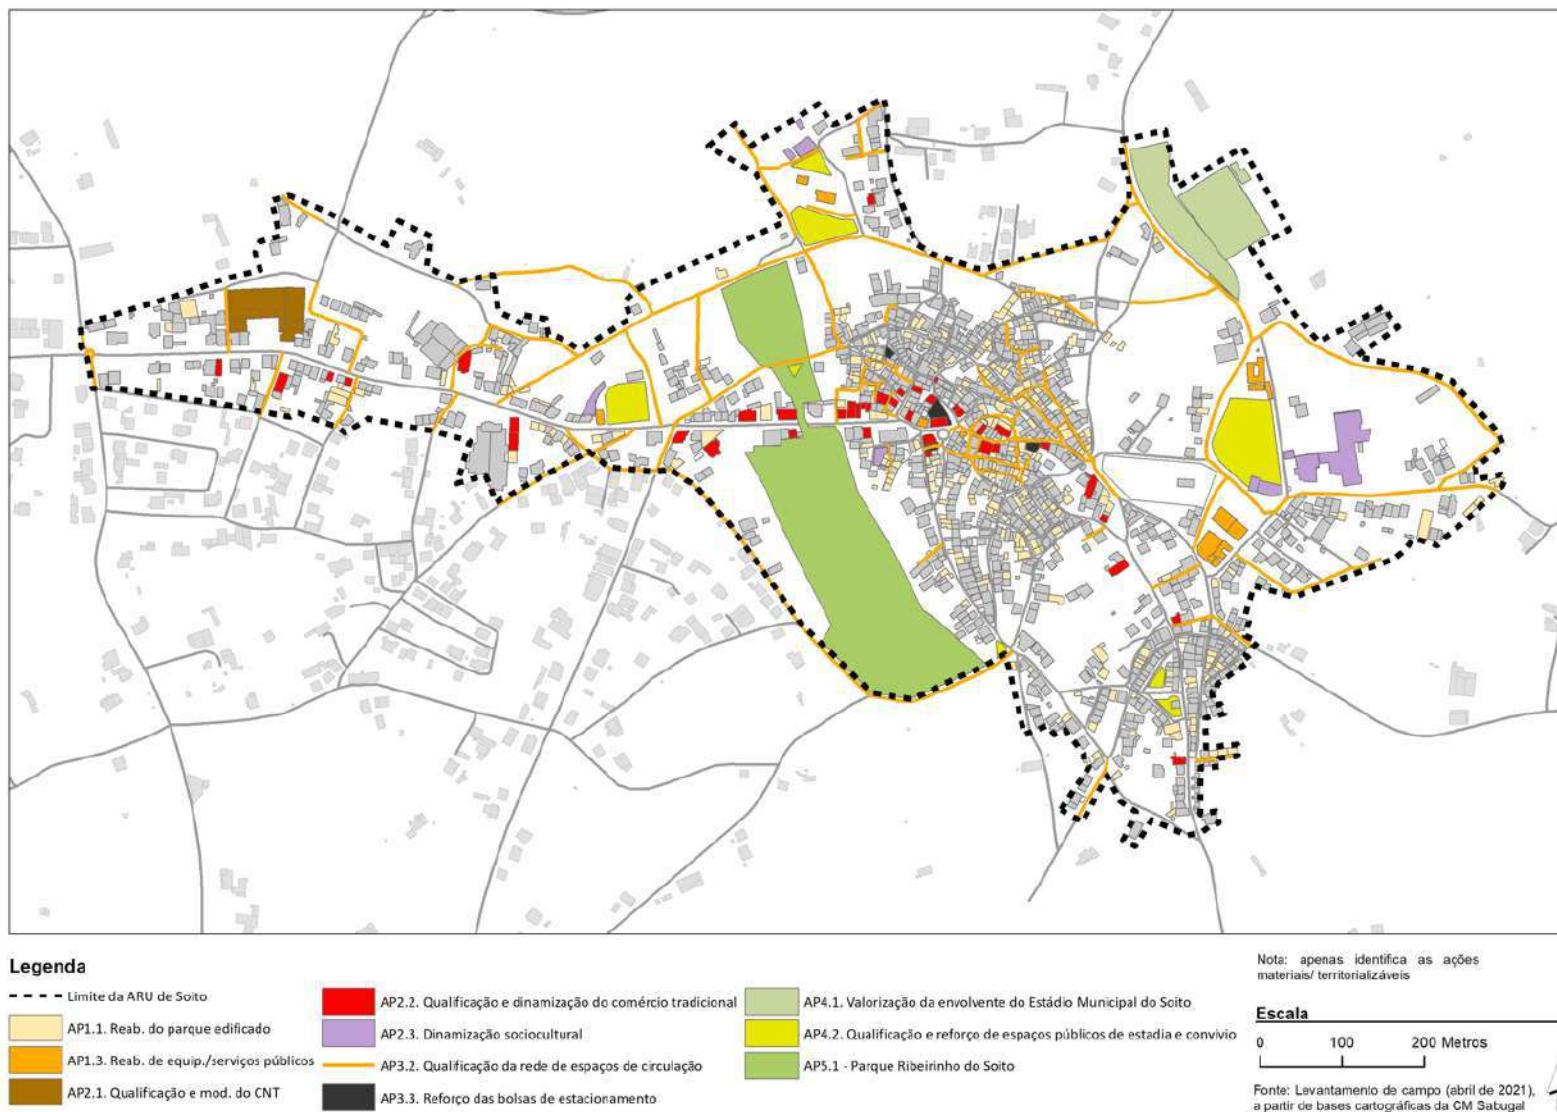 Legenda
Limite da ARU de Soito
AP1.1. Reab. do parque edificado
AP1.3. Reab. de equip./serviços públicos
AP2.1. Qualificação e mod. do CNT
AP2.2. Qualificação e dinamização do comércio tradicional
AP2.3. Dinamização sociocultural
AP3.2. Qualificação da rede de espaços de circulação
AP3.3. Reforço das bolsas de estacionamento
AP4.1. Valorização da envolvente do Estádio Municipal do Soito
AP4.2. Qualificação e reforço de espaços públicos de estadia e convívio
AP5.1 - Parque Ribeirinho do Soito
Nota: apenas identifica as ações
materiais/ territorializáveis
Escala
0 100 200 Metros
Fonte: Levantamento de campo (abril de 2021),
a partir de bases cartográficas da CM Sabugal